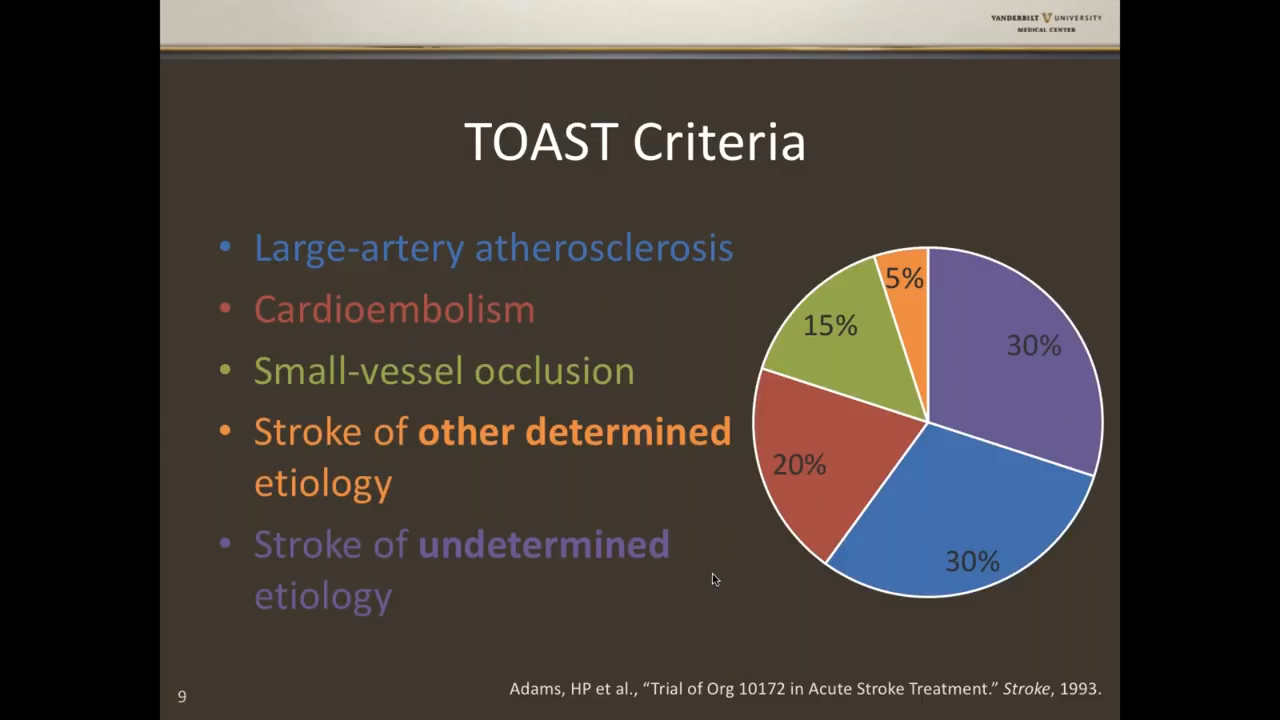 VANDERBILT V UNIVERSITY
MEDICAL CENTER
TOAST Criteria
• Large-artery atherosclerosis
• Cardioembolism
• Small-vessel occlusion
• Stroke of other determined
etiology
• Stroke of undetermined
etiology
5%
15%
30%
20%
30%
Adams, HP et al., “Trial of Org 10172 in Acute Stroke Treatment.” Stroke, 1993.
9